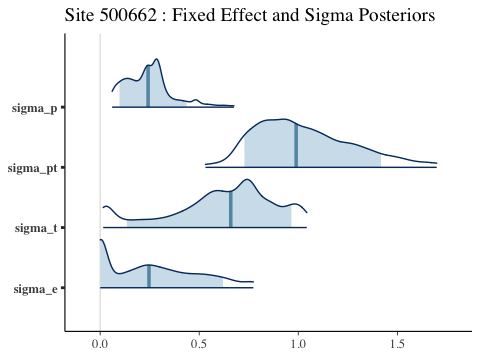 Site 500662 : Fixed Effect and Sigma Posteriors
sigma_p
sigma_pt
sigma_t
sigma_e
0.0 0.5 1.0 1.5